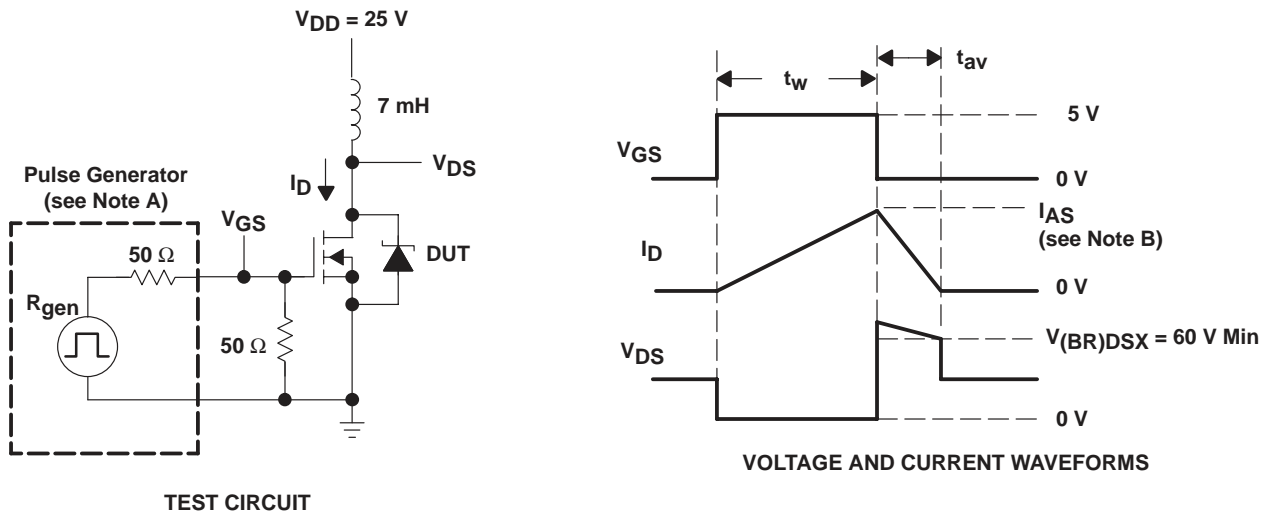 VDD = 25 V
7 mH
VDS
ID
Pulse Generator
(see Note A)
VGS
50 Ω
DUT
Rgen
50 Ω
TEST CIRCUIT
tw
tav
5 V
VGS
0 V
IAS
(see Note B)
ID
0 V
V(BR)DSX = 60 V Min
VDS
0 V
VOLTAGE AND CURRENT WAVEFORMS